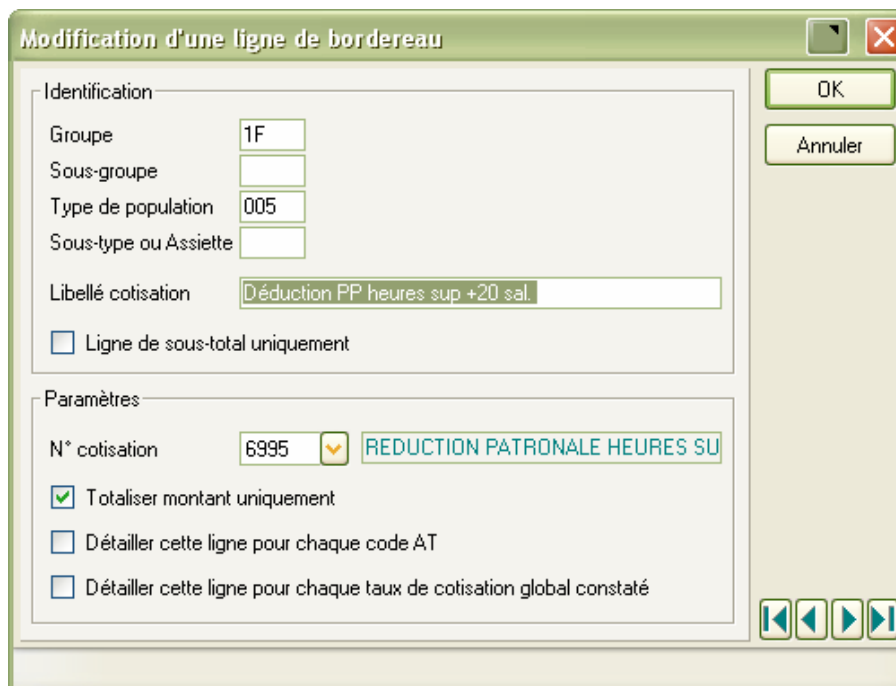 Modification d'une ligne de bordereau
Identification
Groupe 1F
Sous-groupe
Type de population 005
Sous-type ou Assiette
Libellé cotisation Déduction PP heures sup +20 sal.
Ligne de sous-total uniquement
Paramètres
N° cotisation 6995 REDUCTION PATRONALE HEURES SU
Totaliser montant uniquement
Détailler cette ligne pour chaque code AT
Détailler cette ligne pour chaque taux de cotisation global constaté
OK
Annuler